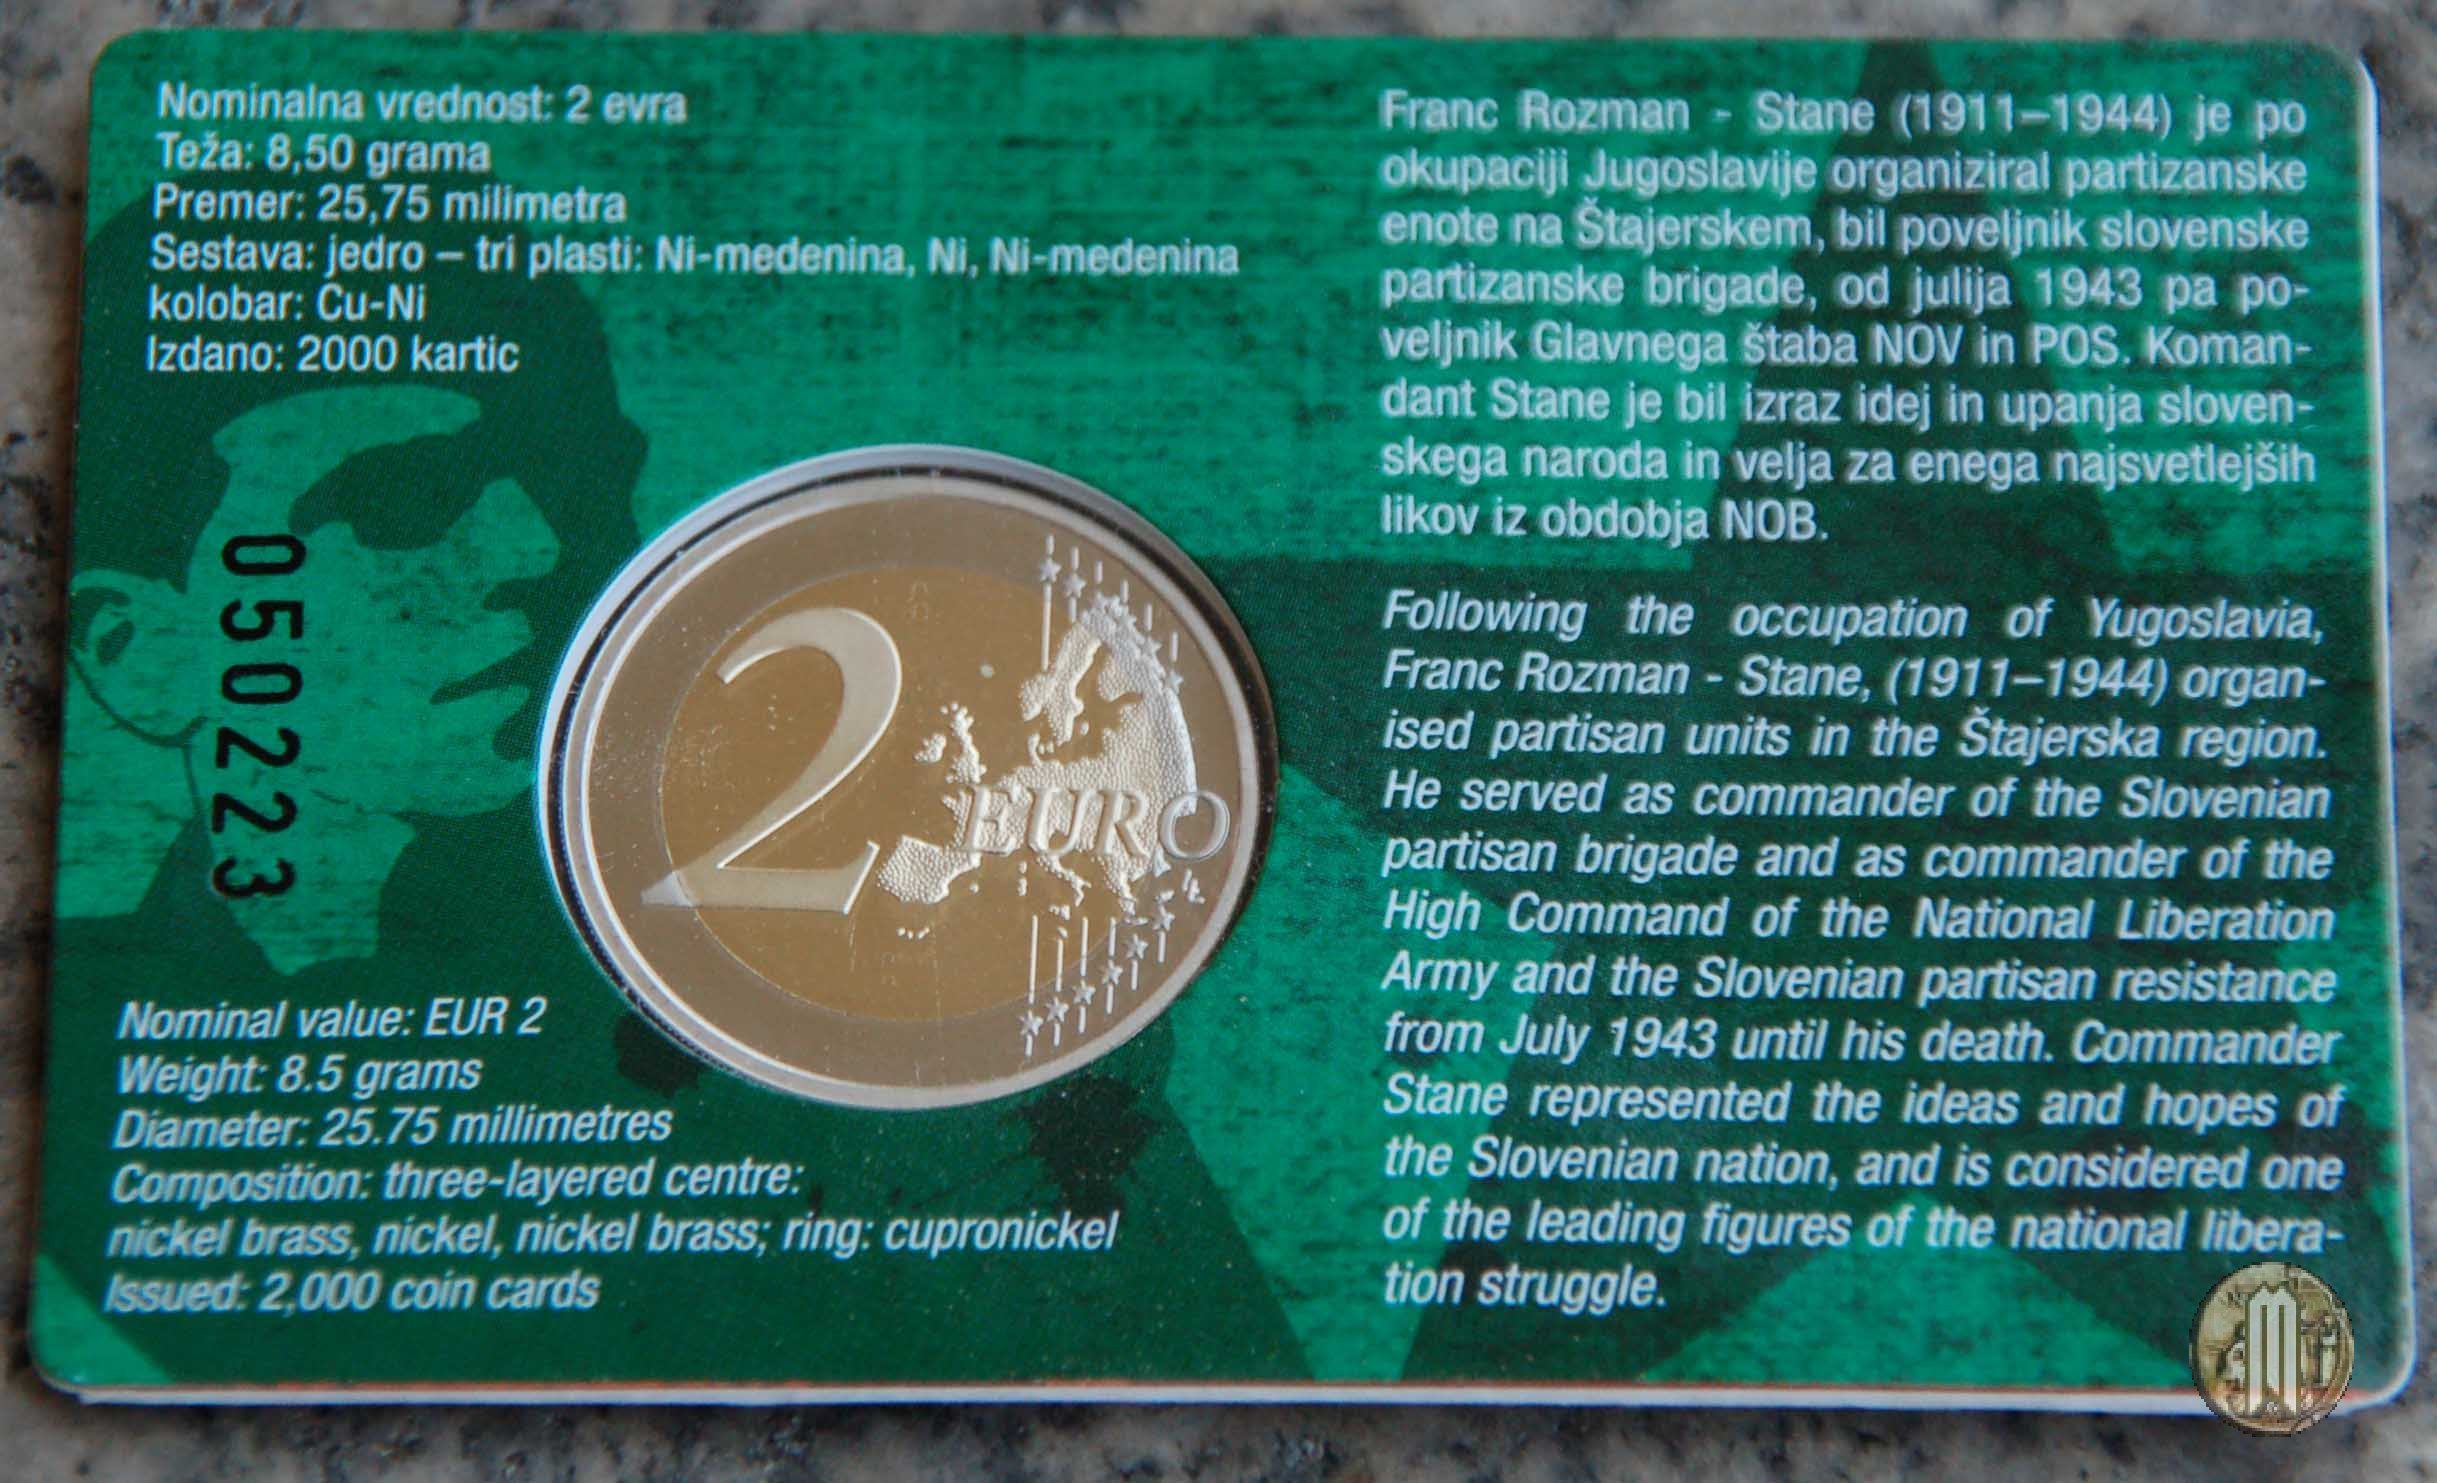 Nominalna vrednost: 2 evra
Teža: 8,50 grama
Premer: 25,75 milimetra
Sestava: jedro – tri plasti: Ni-medenina, Ni, Ni-medenina
kolobar: Cu-Ni
Izdano: 2000 kartic
050223
2 EURO
Nominal value: EUR 2
Weight: 8.5 grams
Diameter: 25.75 millimetres
Composition: three-layered centre:
nickel brass, nickel, nickel brass; ring: cupronickel
Issued: 2,000 coin cards
Franc Rozman - Stane (1911–1944) je po
okupaciji Jugoslavije organiziral partizanske
enote na Štajerskem, bil poveljnik slovenske
partizanske brigade, od julija 1943 pa po-
veljnik Glavnega štaba NOV in POS. Koman-
dant Stane je bil izraz idej in upanja sloven-
skega naroda in velja za enega najsvetlejših
likov iz obdobja NOB.
Following the occupation of Yugoslavia,
Franc Rozman - Stane, (1911–1944) organ-
ised partisan units in the Štajerska region.
He served as commander of the Slovenian
partisan brigade and as commander of the
High Command of the National Liberation
Army and the Slovenian partisan resistance
from July 1943 until his death. Commander
Stane represented the ideas and hopes of
the Slovenian nation, and is considered one
of the leading figures of the national libera-
tion struggle.